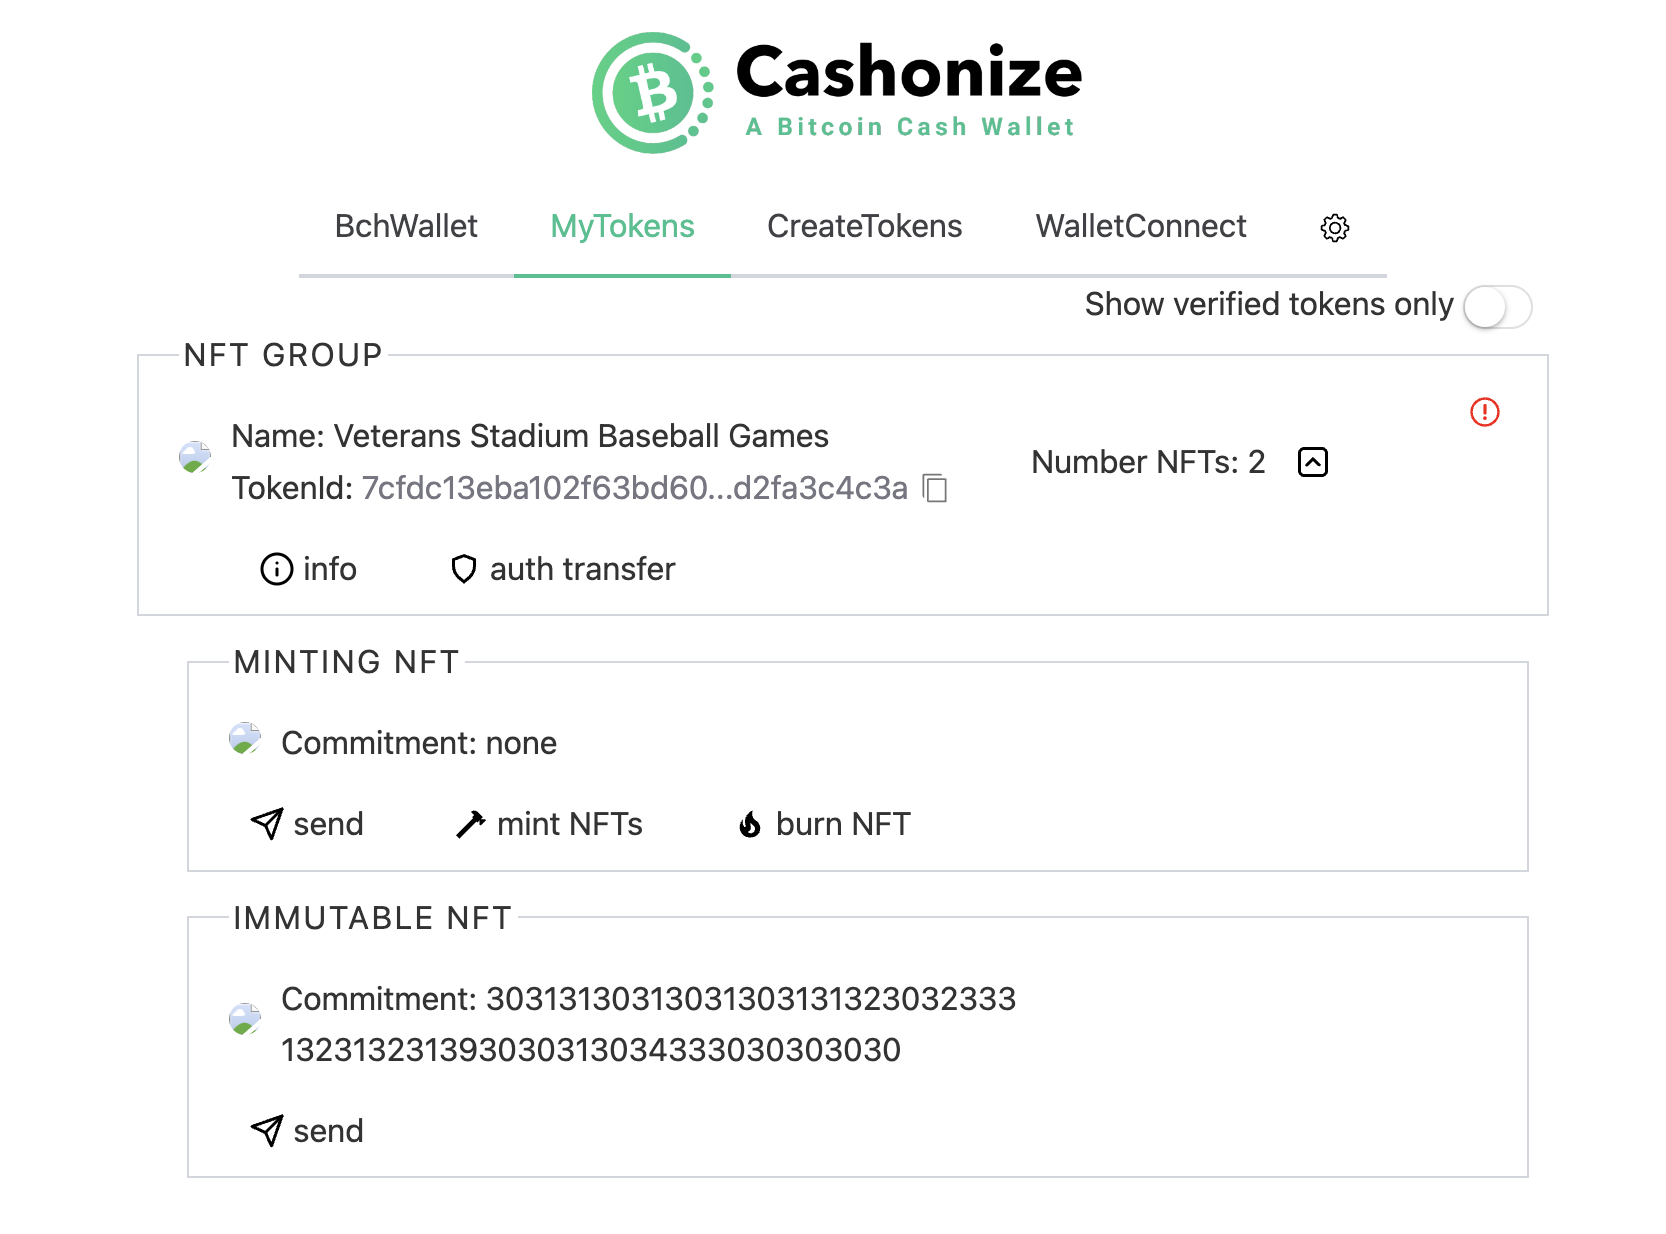 Cashonize
A Bitcoin Cash Wallet
BchWallet MyTokens CreateTokens WalletConnect
Show verified tokens only
NFT GROUP
Name: Veterans Stadium Baseball Games
TokenId: 7cfdc13eba102f63bd60...d2fa3c4c3a
Number NFTs: 2
info auth transfer
MINTING NFT
Commitment: none
send mint NFTs burn NFT
IMMUTABLE NFT
Commitment: 30313130313031303131323032333
1323132313930303130343330303030
send